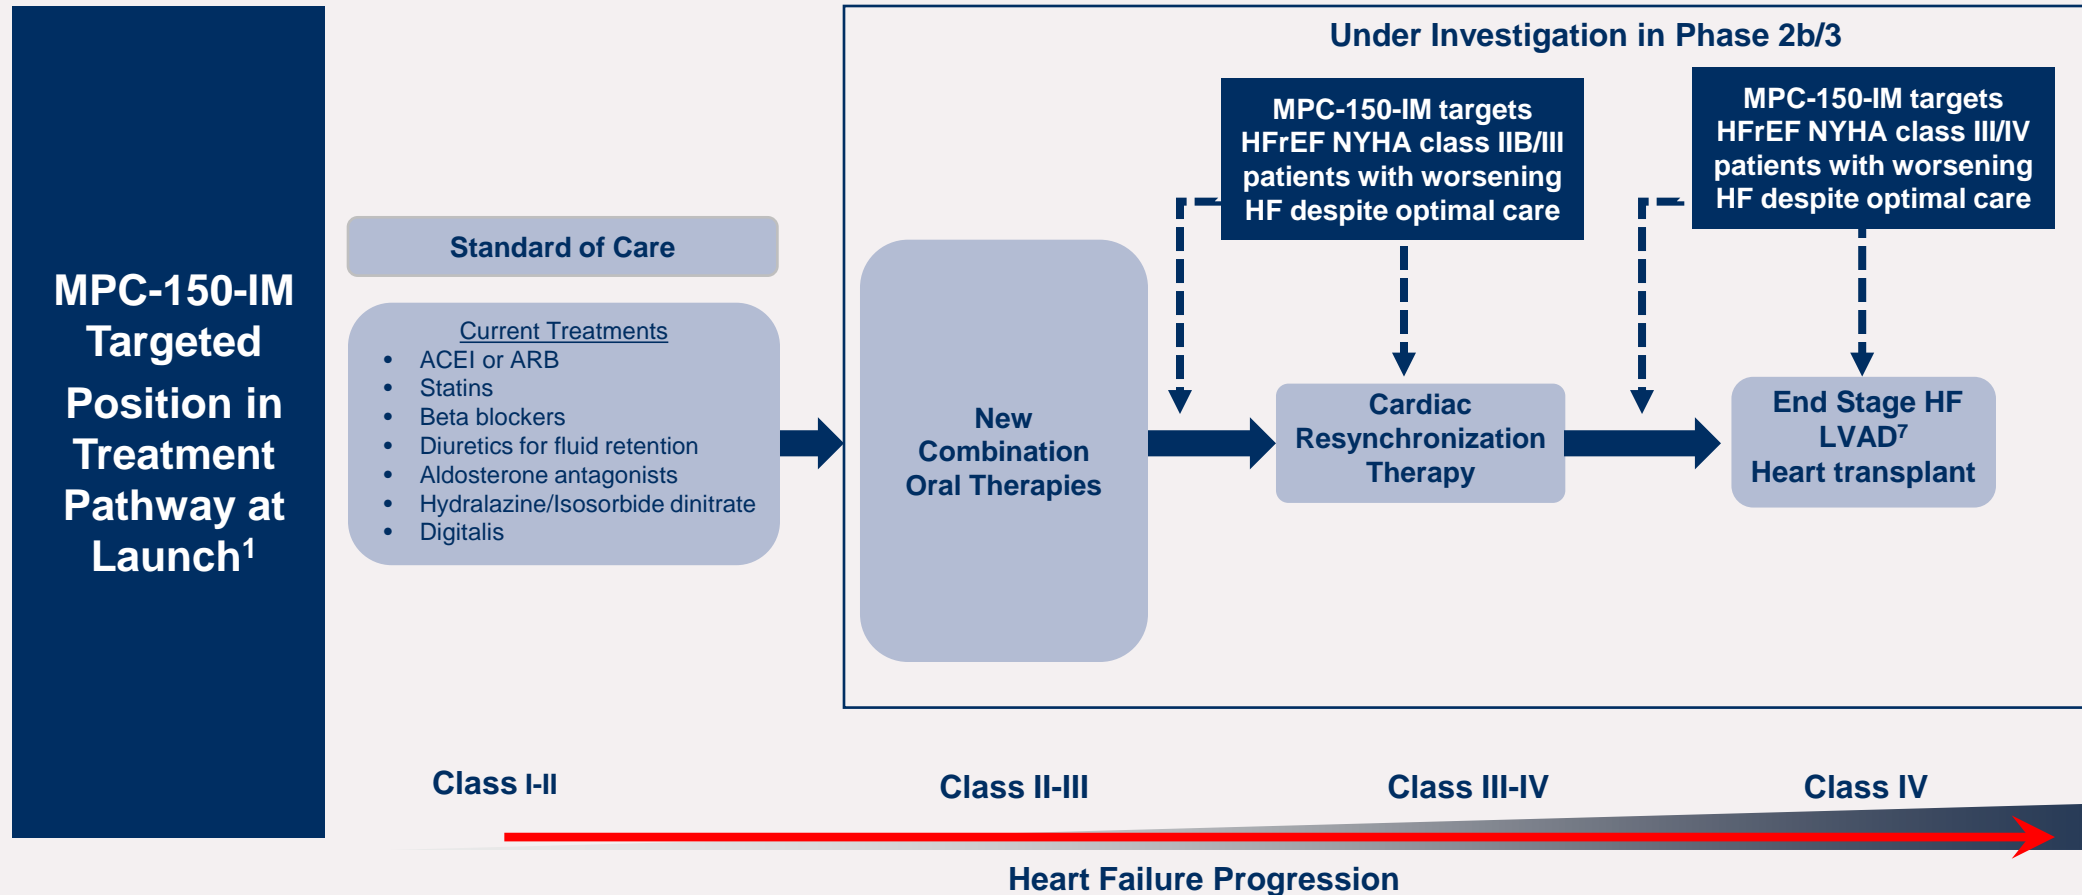 MPC-150-IM
Targeted
Position in
Treatment
Pathway at
Launch¹
Under Investigation in Phase 2b/3
MPC-150-IM targets
HFrEF NYHA class IIB/III
patients with worsening
HF despite optimal care
MPC-150-IM targets
HFrEF NYHA class III/IV
patients with worsening
HF despite optimal care
Standard of Care
Current Treatments
• ACEI or ARB
• Statins
• Beta blockers
• Diuretics for fluid retention
• Aldosterone antagonists
• Hydralazine/Isosorbide dinitrate
• Digitalis
New
Combination
Oral Therapies
Cardiac
Resynchronization
Therapy
End Stage HF
LVAD⁷
Heart transplant
Class I-II
Class II-III
Class III-IV
Class IV
Heart Failure Progression